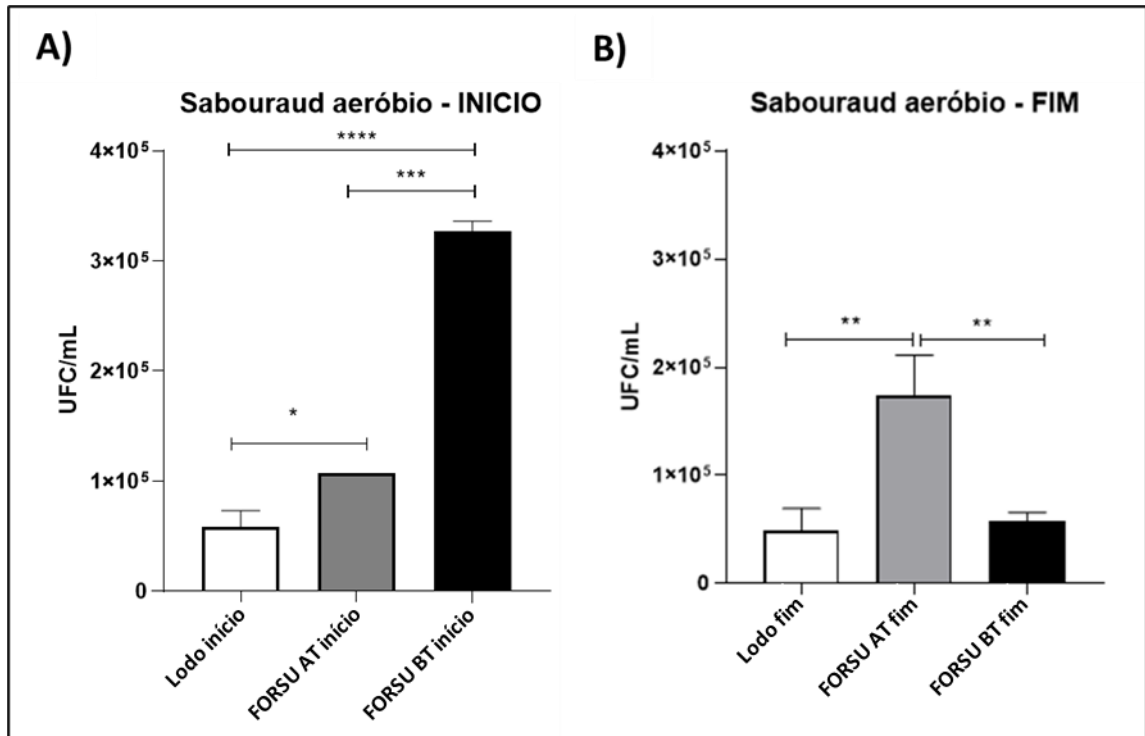 A)
Sabouraud aeróbio - INICIO
4×10⁵
3×10⁵
2×10⁵
1×10⁵
0
UFC/mL
****
***
*
Lodo início
FORSU AT início
FORSU BT início
B)
Sabouraud aeróbio - FIM
4×10⁵
3×10⁵
2×10⁵
1×10⁵
0
UFC/mL
**
**
Lodo fim
FORSU AT fim
FORSU BT fim